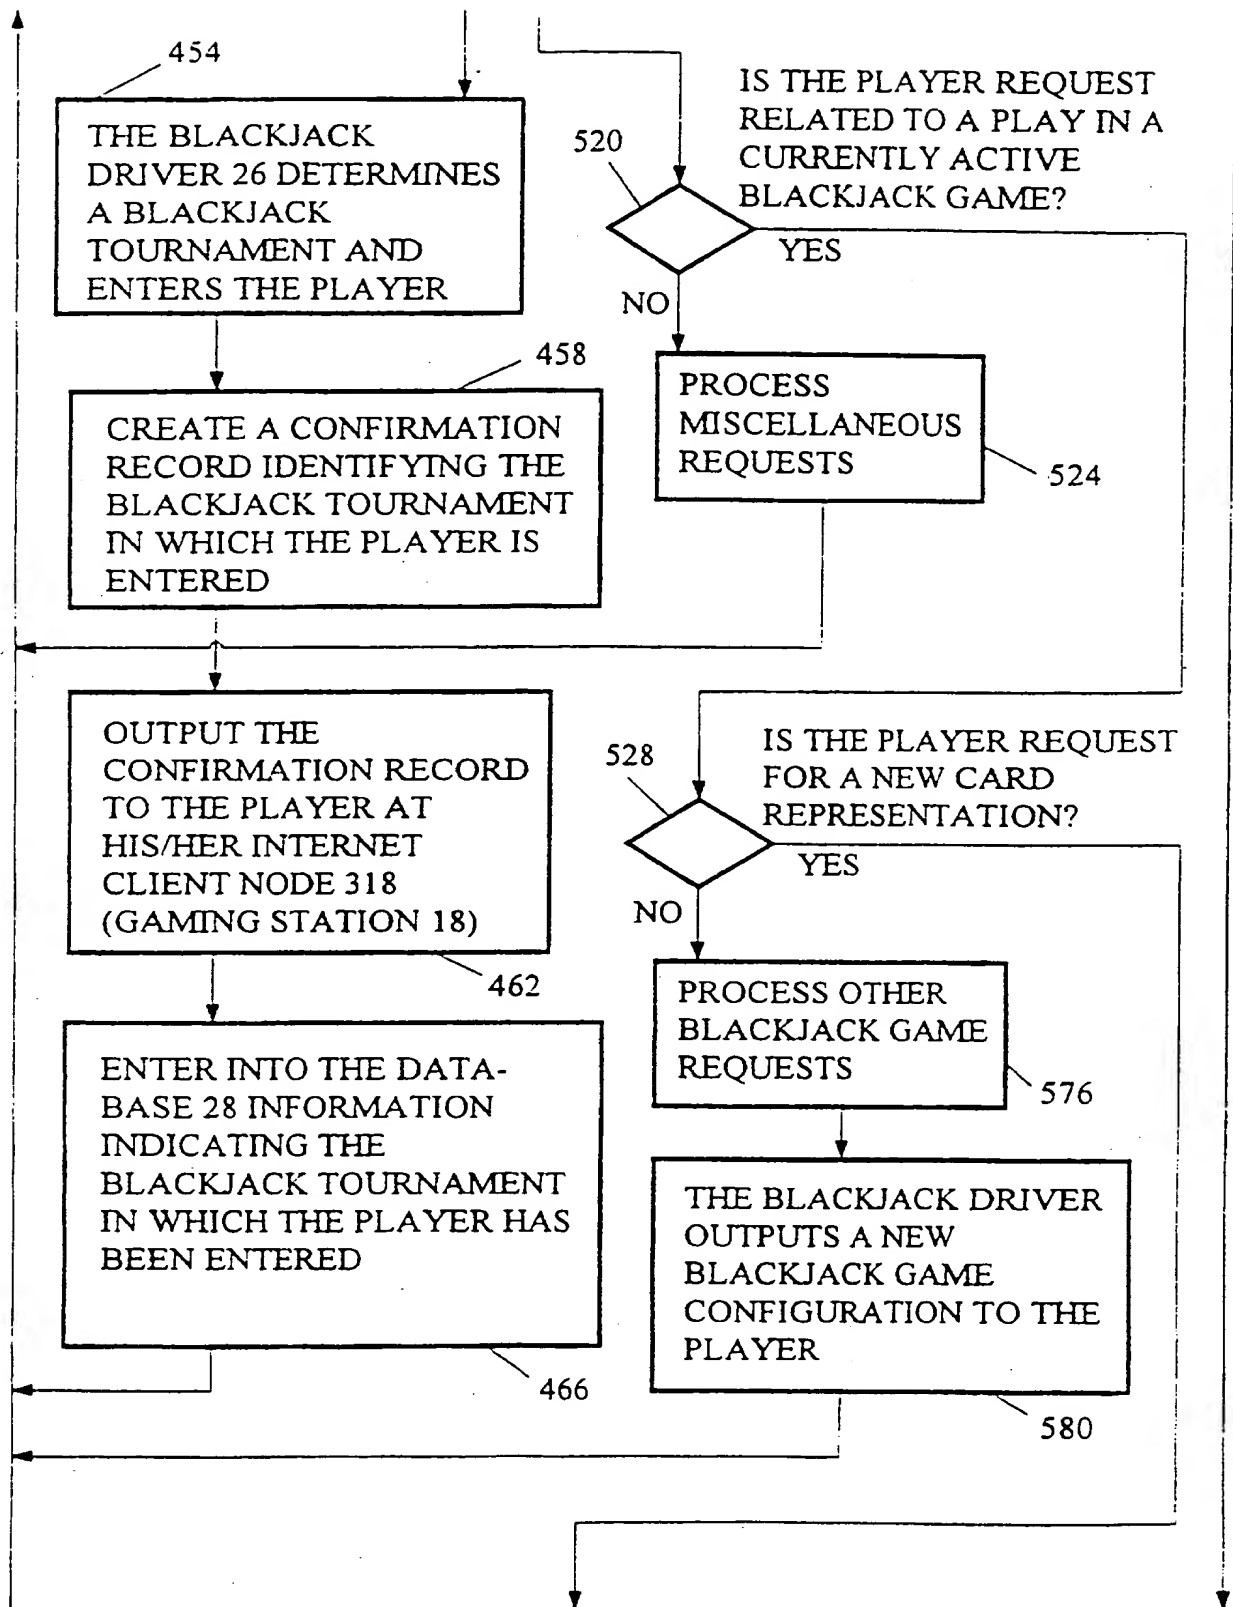 454
THE BLACKJACK
DRIVER 26 DETERMINES
A BLACKJACK
TOURNAMENT AND
ENTERS THE PLAYER
458
CREATE A CONFIRMATION
RECORD IDENTIFYING THE
BLACKJACK TOURNAMENT
IN WHICH THE PLAYER IS
ENTERED
OUTPUT THE
CONFIRMATION RECORD
TO THE PLAYER AT
HIS/HER INTERNET
CLIENT NODE 318
(GAMING STATION 18)
462
ENTER INTO THE DATA-
BASE 28 INFORMATION
INDICATING THE
BLACKJACK TOURNAMENT
IN WHICH THE PLAYER HAS
BEEN ENTERED
466
IS THE PLAYER REQUEST
RELATED TO A PLAY IN A
CURRENTLY ACTIVE
BLACKJACK GAME?
520
YES
NO
PROCESS
MISCELLANEOUS
REQUESTS
524
IS THE PLAYER REQUEST
FOR A NEW CARD
REPRESENTATION?
528
YES
NO
PROCESS OTHER
BLACKJACK GAME
REQUESTS
576
THE BLACKJACK DRIVER
OUTPUTS A NEW
BLACKJACK GAME
CONFIGURATION TO THE
PLAYER
580